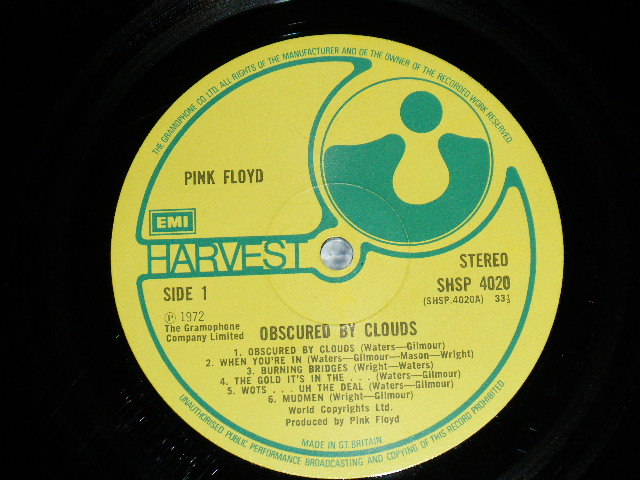 THE GRAMOPHONE CO. LTD. ALL RIGHTS OF THE MANUFACTURER AND OF THE OWNER OF THE RECORDED WORK RESERVED.
PINK FLOYD
EMI
HARVEST
STEREO
SIDE 1
SHSP 4020
(SHSP.4020A) 33⅓
℗ 1972
The Gramophone
Company Limited
OBSCURED BY CLOUDS
1. OBSCURED BY CLOUDS (Waters—Gilmour)
2. WHEN YOU'RE IN (Waters—Gilmour—Mason—Wright)
3. BURNING BRIDGES (Wright—Waters)
4. THE GOLD IT'S IN THE . . . (Waters—Gilmour)
5. WOTS . . . UH THE DEAL (Waters—Gilmour)
6. MUDMEN (Wright—Gilmour)
World Copyrights Ltd.
Produced by Pink Floyd
MADE IN GT. BRITAIN
UNAUTHORISED PUBLIC PERFORMANCE BROADCASTING AND COPYING OF THIS RECORD PROHIBITED